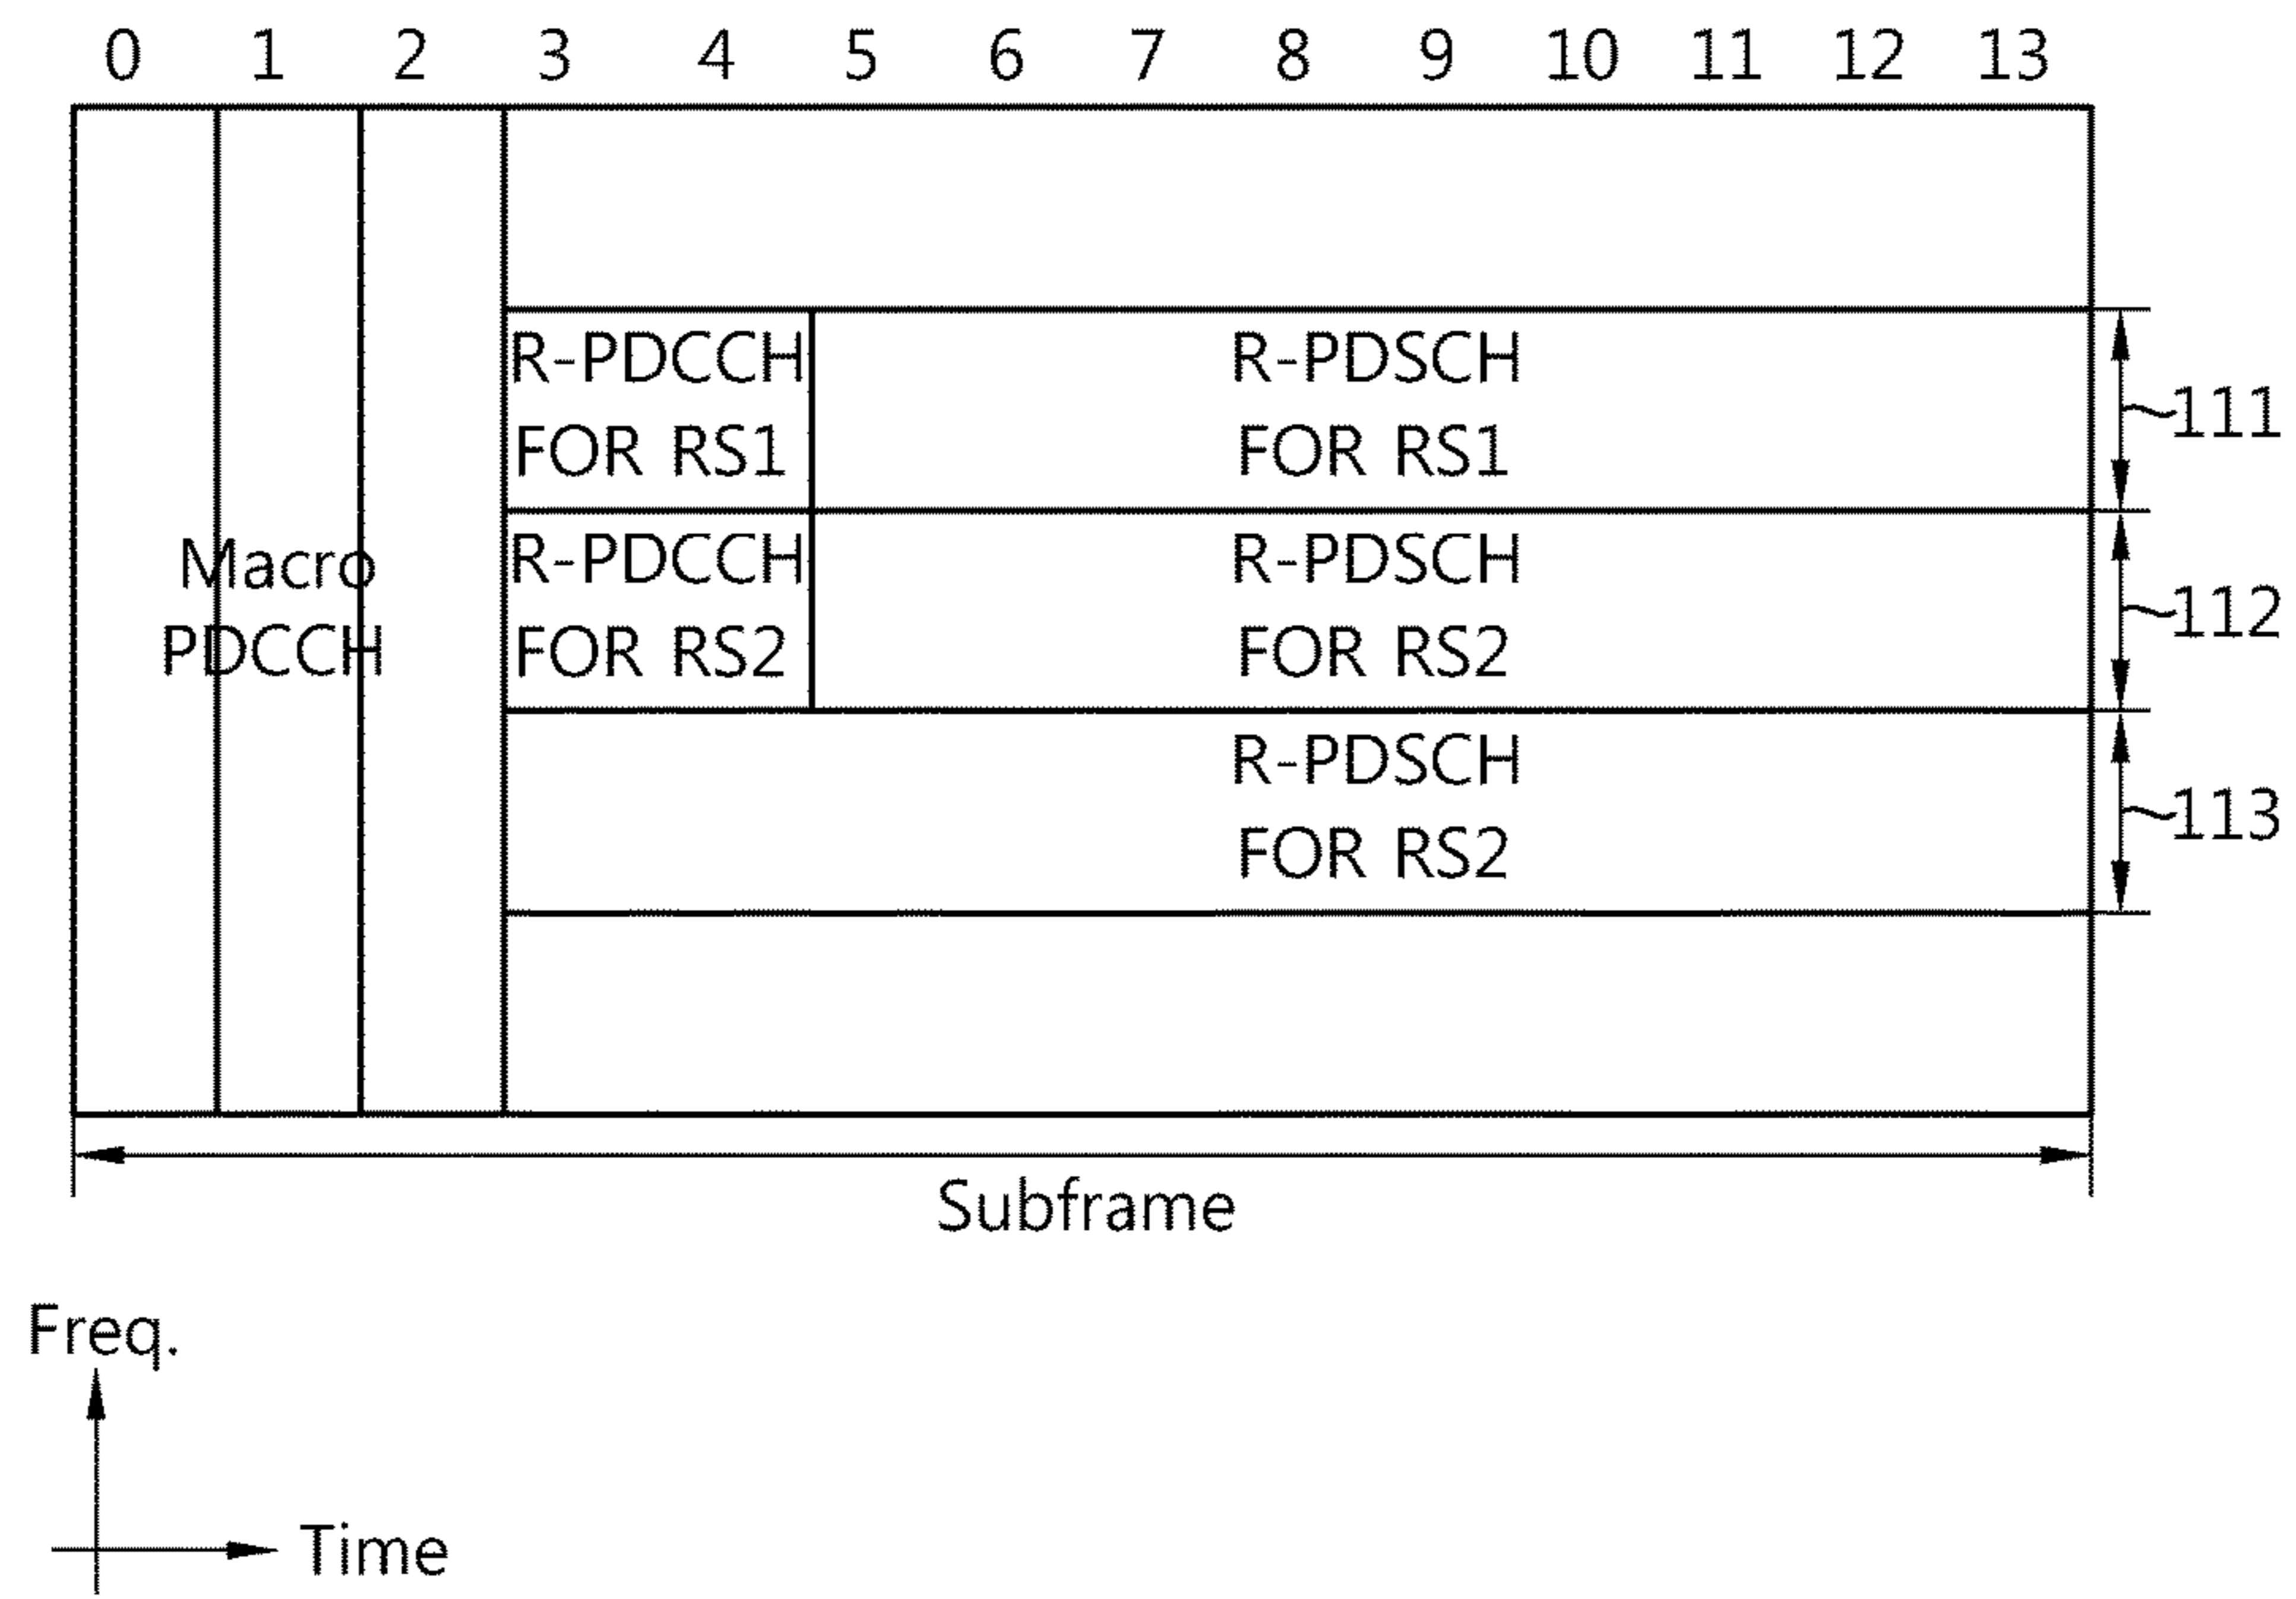 0 1 2 3 4 5 6 7 8 9 10 11 12 13
R-PDCCH
FOR RS1
R-PDSCH
FOR RS1
111
Macro
PDCCH
R-PDCCH
FOR RS2
R-PDSCH
FOR RS2
112
R-PDSCH
FOR RS2
113
Subframe
Freq.
Time